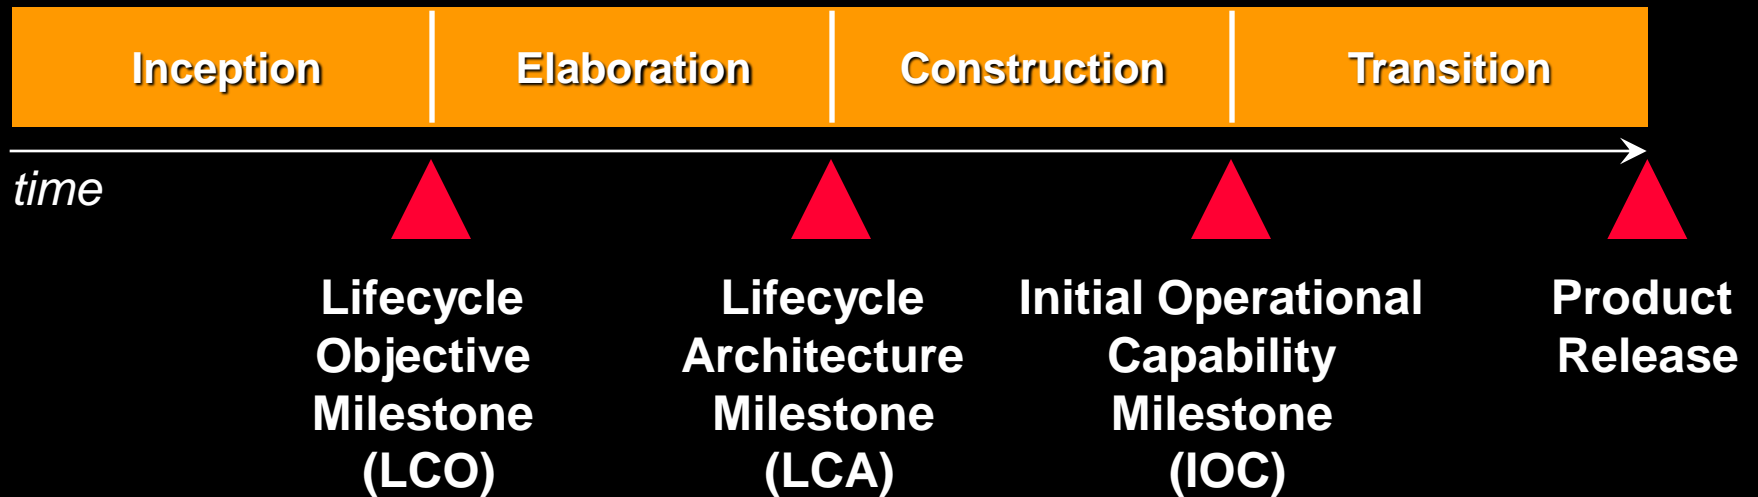 Inception
Elaboration
Construction
Transition
time
Lifecycle
Objective
Milestone
(LCO)
Lifecycle
Architecture
Milestone
(LCA)
Initial Operational
Capability
Milestone
(IOC)
Product
Release